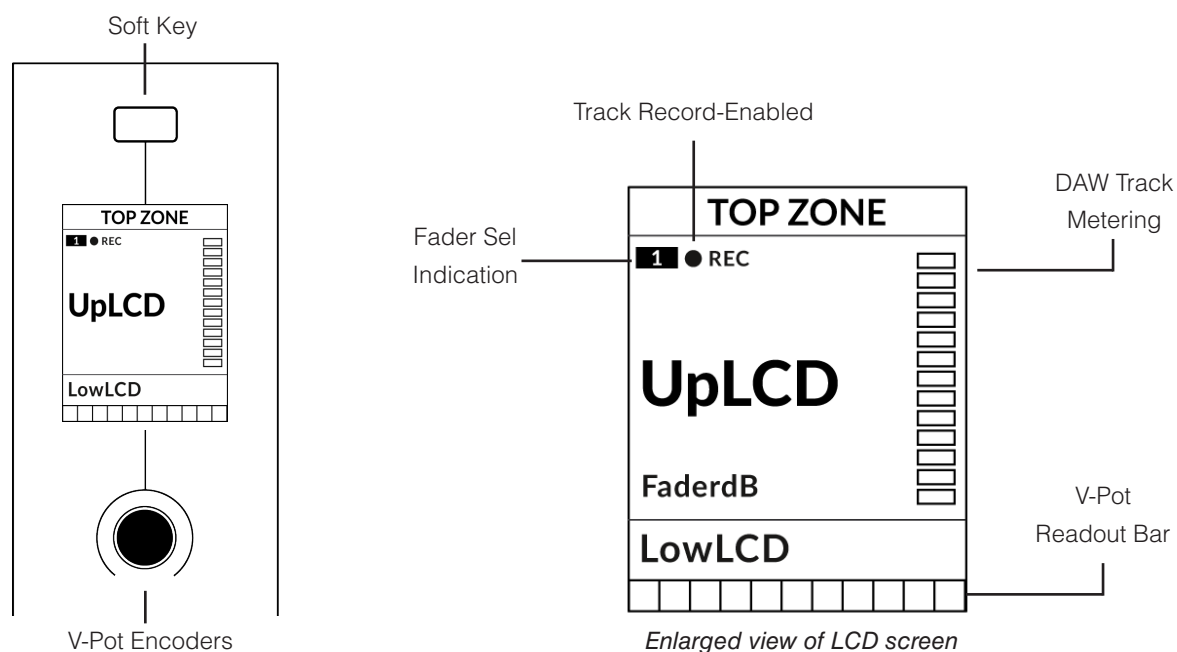 Soft Key
TOP ZONE
1 REC
UpLCD
LowLCD
V-Pot Encoders
Track Record-Enabled
DAW Track
Metering
Fader Sel
Indication
TOP ZONE
1 REC
UpLCD
FaderdB
LowLCD
V-Pot
Readout Bar
Enlarged view of LCD screen